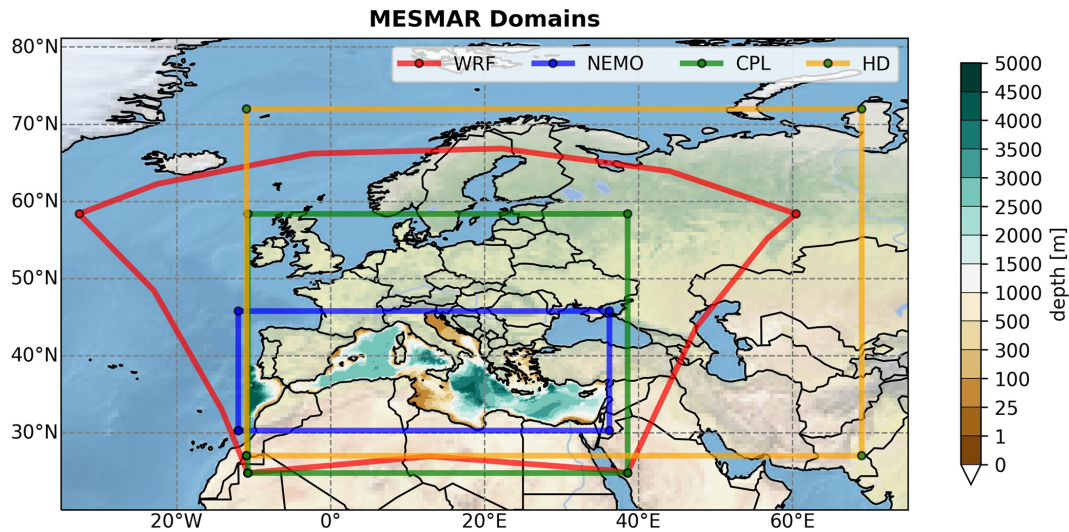 MESMAR Domains
WRF NEMO CPL HD
80°N
70°N
60°N
50°N
40°N
30°N
20°W 0° 20°E 40°E 60°E
5000
4500
4000
3500
3000
2500
2000
1500
1000
500
300
100
25
1
0
depth [m]